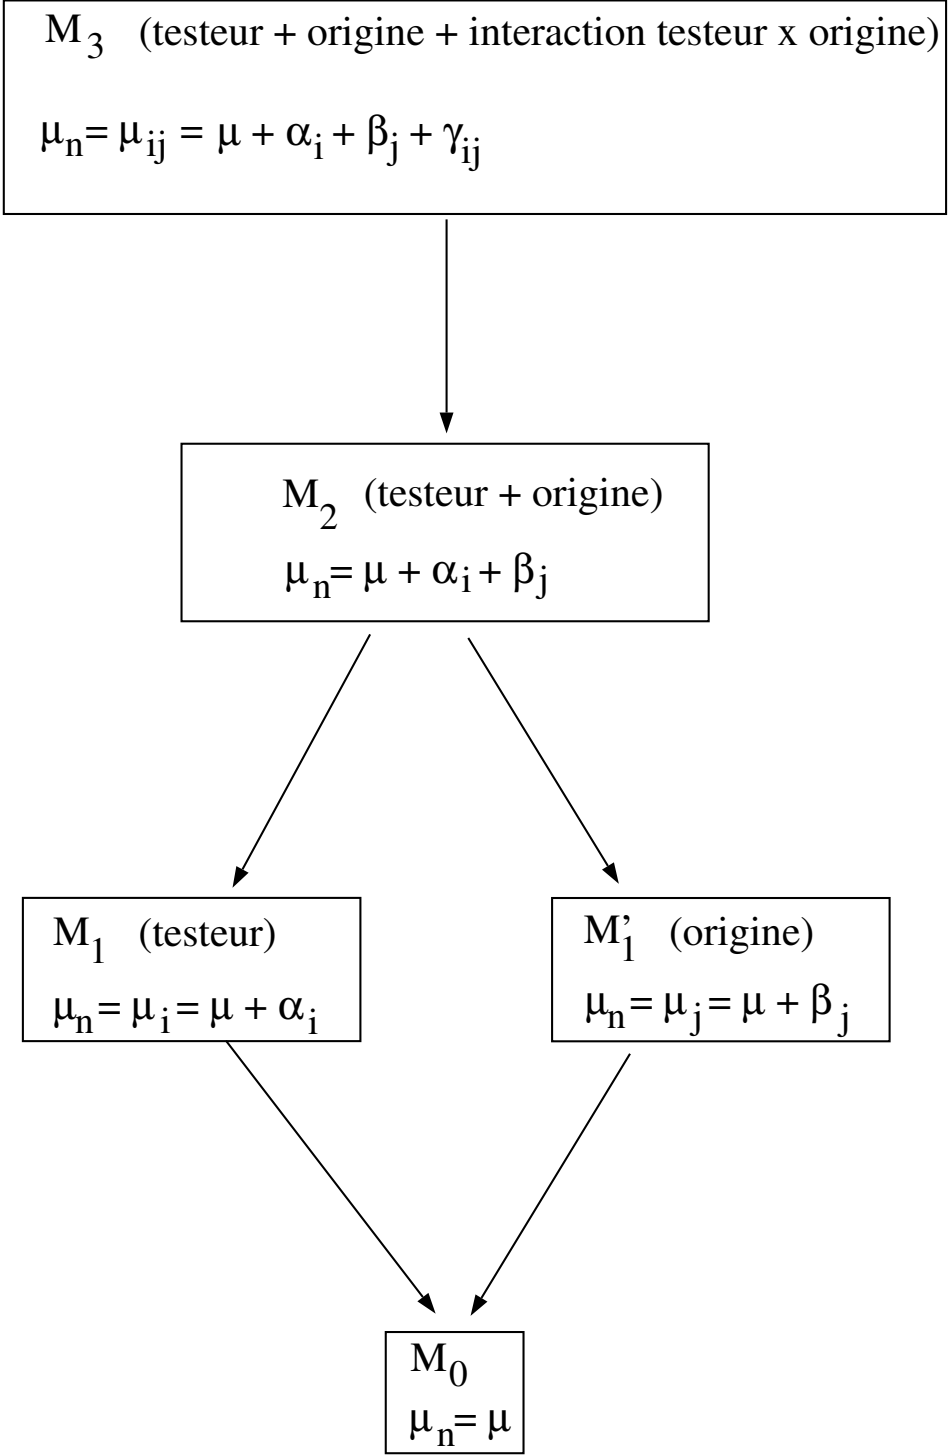 M₃ (testeur + origine + interaction testeur x origine)
μₙ= μᵢⱼ = μ + αᵢ + βⱼ + γᵢⱼ
M₂ (testeur + origine)
μₙ= μ + αᵢ + βⱼ
M₁ (testeur)
μₙ= μᵢ= μ + αᵢ
M'₁ (origine)
μₙ= μⱼ= μ + βⱼ
M₀
μₙ= μ